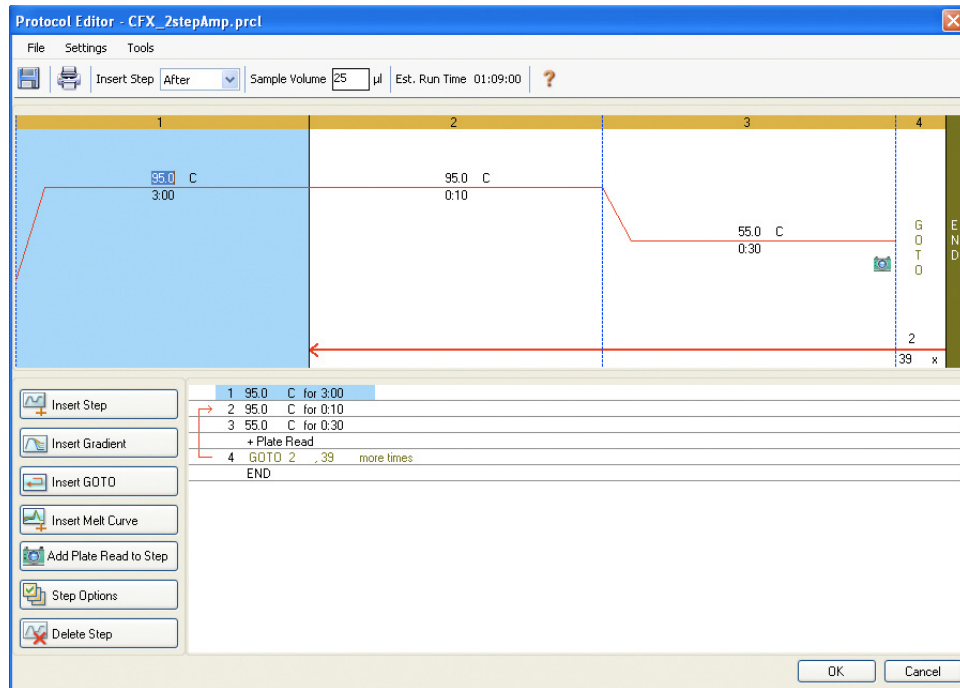 Protocol Editor - CFX_2stepAmp.prcl
File Settings Tools
Insert Step After Sample Volume 25 µl Est. Run Time 01:09:00 ?
1 2 3 4
95.0 C
3:00
95.0 C
0:10
55.0 C
0:30
GOTO
END
2
39 x
Insert Step
Insert Gradient
Insert GOTO
Insert Melt Curve
Add Plate Read to Step
Step Options
Delete Step
1 95.0 C for 3:00
2 95.0 C for 0:10
3 55.0 C for 0:30
+ Plate Read
4 GOTO 2 , 39 more times
END
OK Cancel